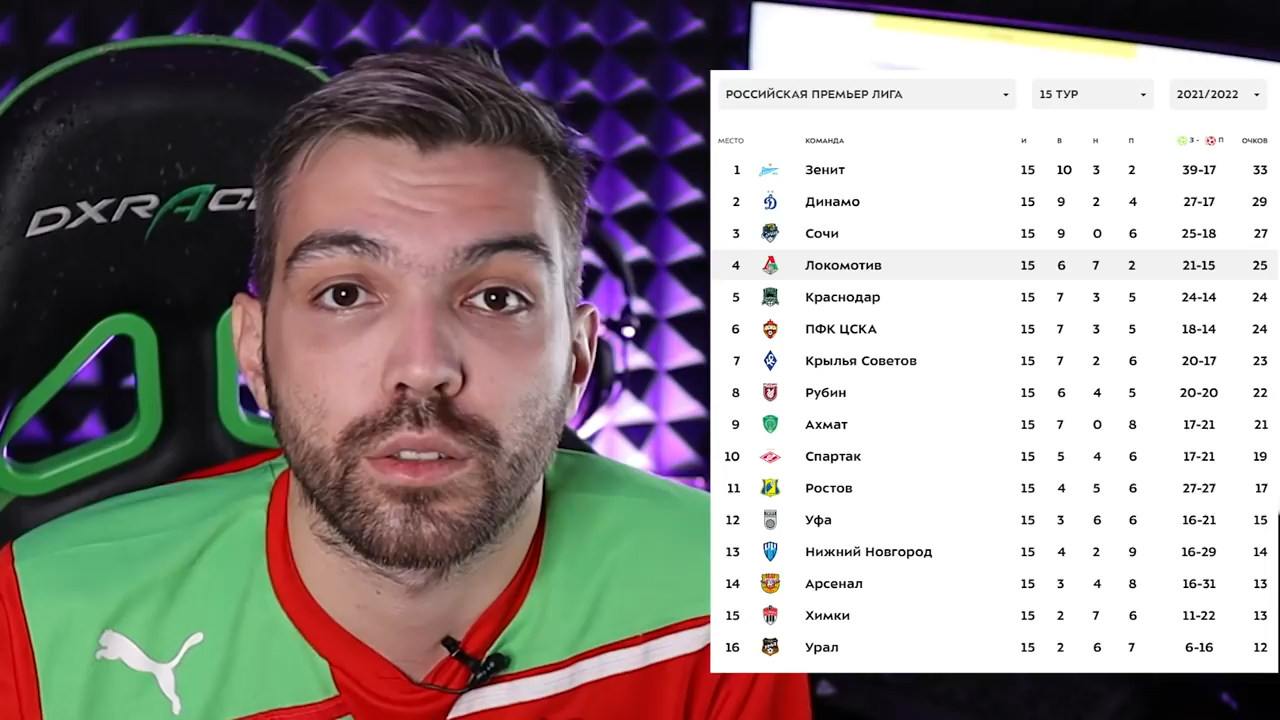 DXRAC
РОССИЙСКАЯ ПРЕМЬЕР ЛИГА 15 ТУР 2021/2022
МЕСТО КОМАНДА И В Н П З - П ОЧКОВ
1 Зенит 15 10 3 2 39-17 33
2 Динамо 15 9 2 4 27-17 29
3 Сочи 15 9 0 6 25-18 27
4 Локомотив 15 6 7 2 21-15 25
5 Краснодар 15 7 3 5 24-14 24
6 ПФК ЦСКА 15 7 3 5 18-14 24
7 Крылья Советов 15 7 2 6 20-17 23
8 Рубин 15 6 4 5 20-20 22
9 Ахмат 15 7 0 8 17-21 21
10 Спартак 15 5 4 6 17-21 19
11 Ростов 15 4 5 6 27-27 17
12 Уфа 15 3 6 6 16-21 15
13 Нижний Новгород 15 4 2 9 16-29 14
14 Арсенал 15 3 4 8 16-31 13
15 Химки 15 2 7 6 11-22 13
16 Урал 15 2 6 7 6-16 12